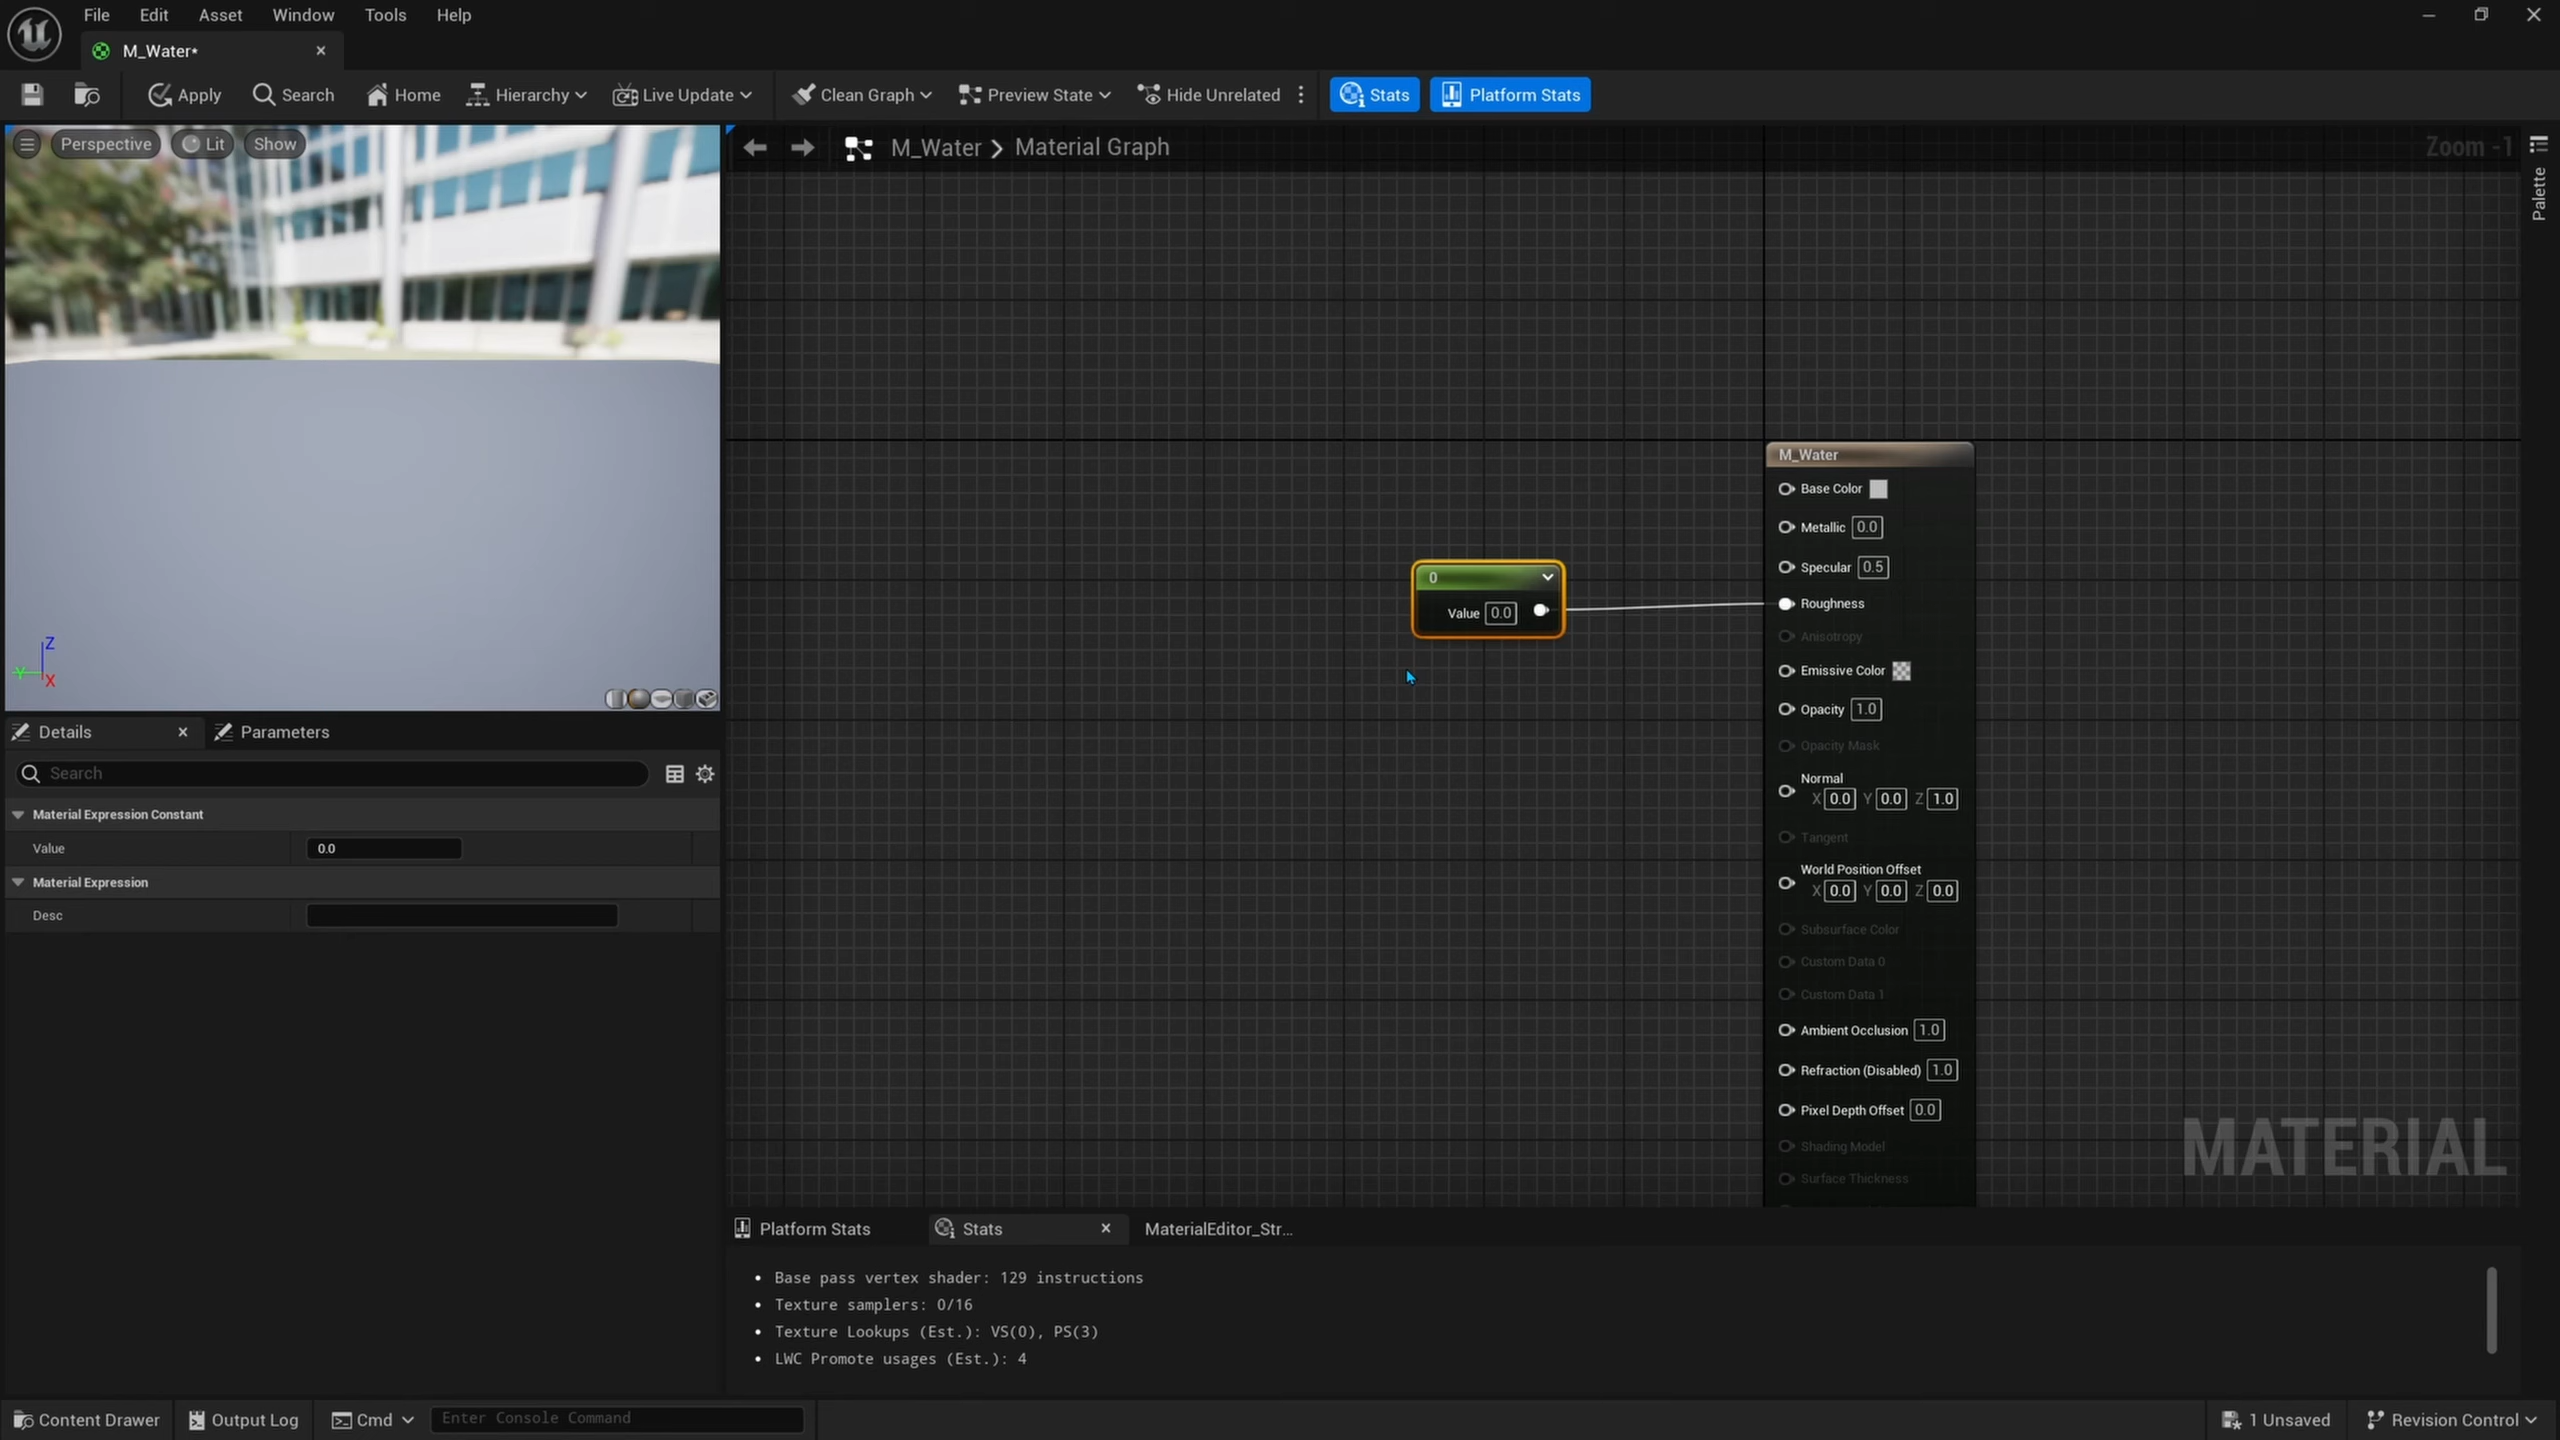 File Edit Asset Window Tools Help
M_Water*
Apply Search Home Hierarchy Live Update Clean Graph Preview State Hide Unrelated Stats Platform Stats
Perspective Lit Show
M_Water > Material Graph
Zoom -1
Palette
M_Water
Base Color
Metallic 0.0
Specular 0.5
0
Value 0.0
Roughness
Anisotropy
Emissive Color
Opacity 1.0
Opacity Mask
Normal
X 0.0 Y 0.0 Z 1.0
Tangent
World Position Offset
X 0.0 Y 0.0 Z 0.0
Subsurface Color
Custom Data 0
Custom Data 1
Ambient Occlusion 1.0
Refraction (Disabled) 1.0
Pixel Depth Offset 0.0
Shading Model
Surface Thickness
MATERIAL
Z
Y
X
Details Parameters
Search
Material Expression Constant
Value 0.0
Material Expression
Desc
Platform Stats Stats MaterialEditor_Str...
• Base pass vertex shader: 129 instructions
• Texture samplers: 0/16
• Texture Lookups (Est.): VS(0), PS(3)
• LWC Promote usages (Est.): 4
Content Drawer Output Log Cmd Enter Console Command 1 Unsaved Revision Control